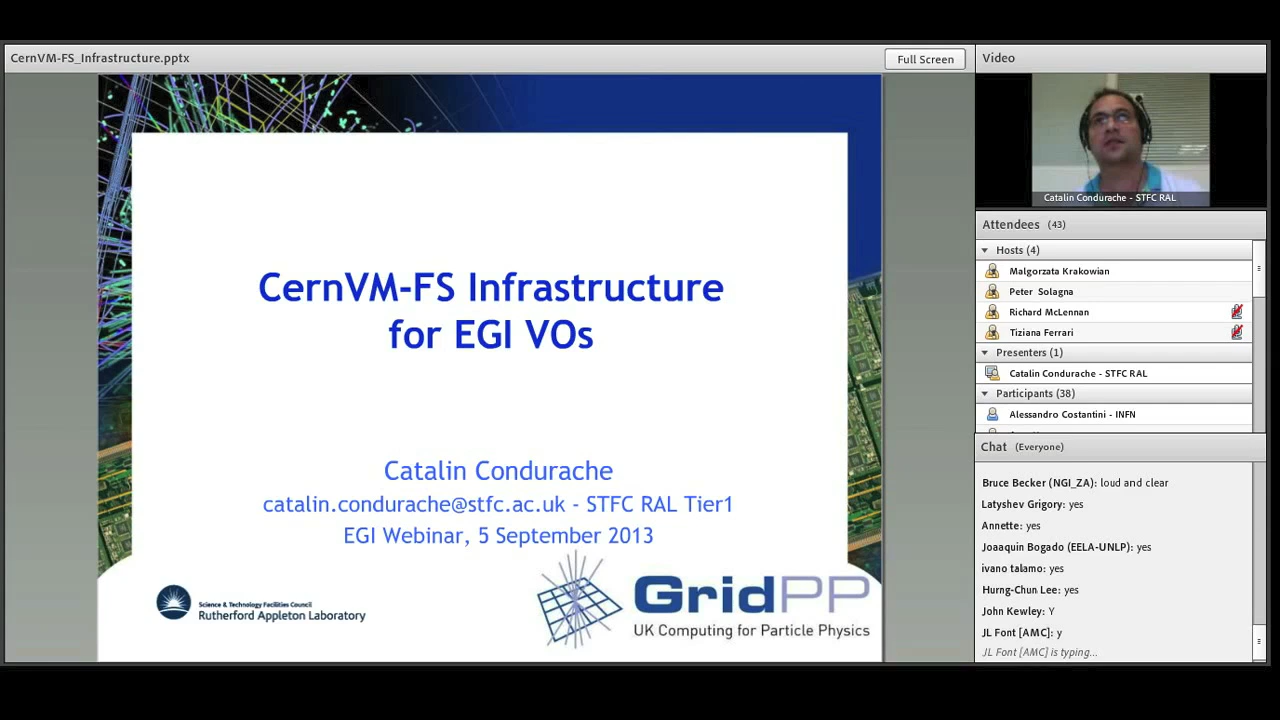 CernVM-FS_Infrastructure.pptx
Full Screen
CernVM-FS Infrastructure
for EGI VOs
Catalin Condurache
catalin.condurache@stfc.ac.uk - STFC RAL Tier1
EGI Webinar, 5 September 2013
Science & Technology Facilities Council
Rutherford Appleton Laboratory
GridPP
UK Computing for Particle Physics
Video
Catalin Condurache - STFC RAL
Attendees (43)
Hosts (4)
Malgorzata Krakowian
Peter Solagna
Richard McLennan
Tiziana Ferrari
Presenters (1)
Catalin Condurache - STFC RAL
Participants (38)
Alessandro Costantini - INFN
Chat (Everyone)
Bruce Becker (NGI_ZA): loud and clear
Latyshev Grigory: yes
Annette: yes
Joaaquin Bogado (EELA-UNLP): yes
ivano talamo: yes
Hurng-Chun Lee: yes
John Kewley: Y
JL Font [AMC]: y
JL Font [AMC] is typing...